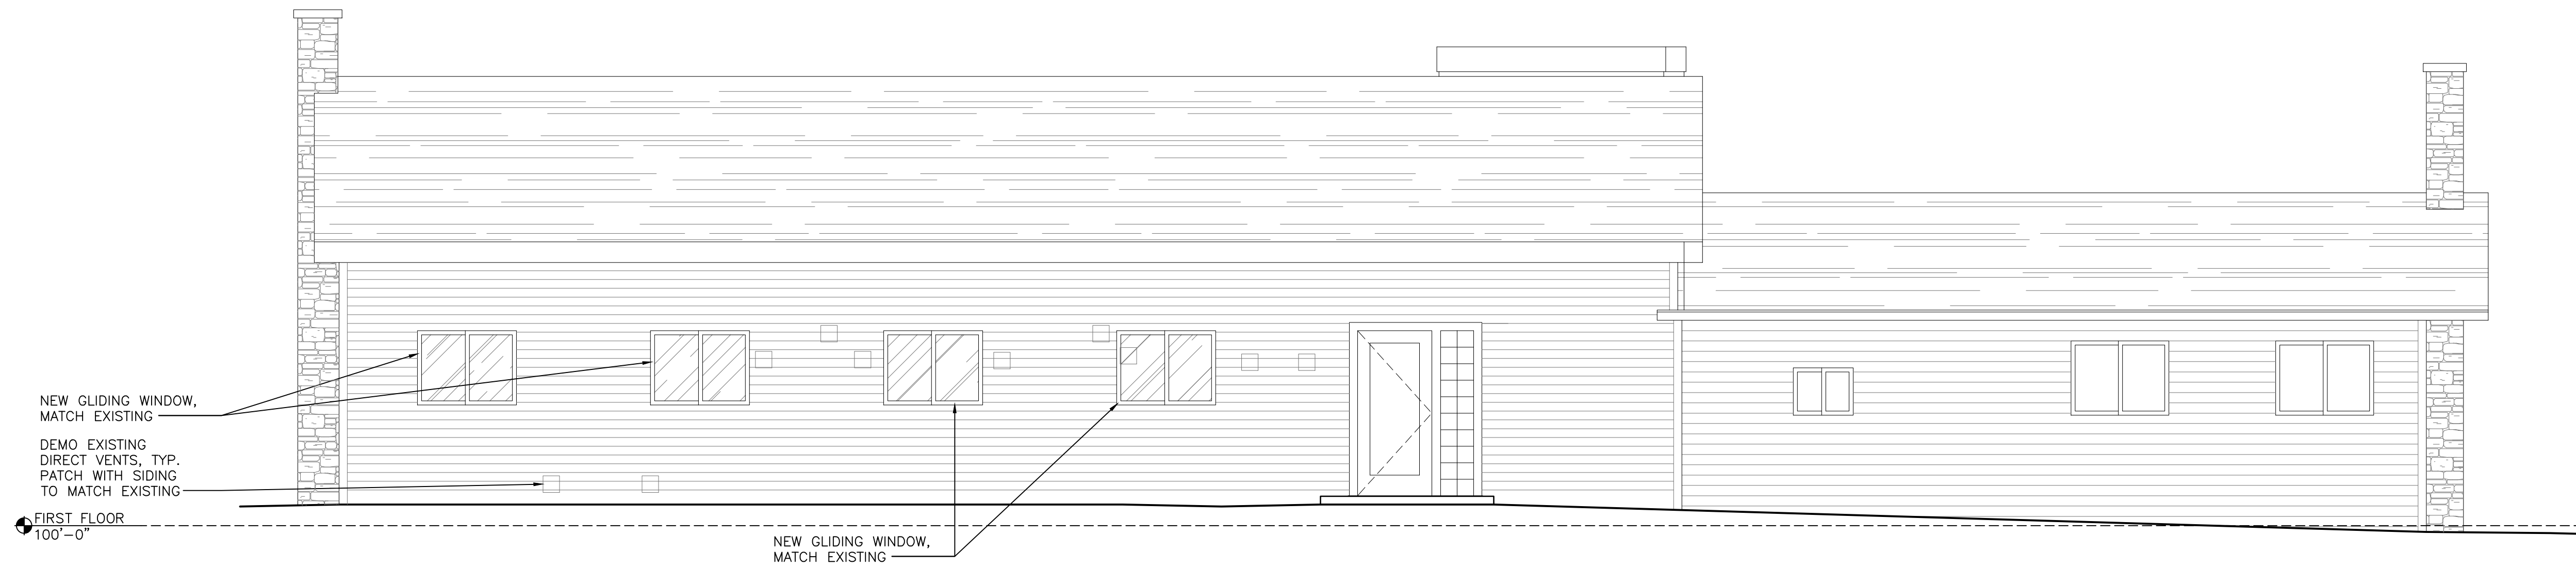 NEW GLIDING WINDOW,
MATCH EXISTING
DEMO EXISTING
DIRECT VENTS, TYP.
PATCH WITH SIDING
TO MATCH EXISTING
FIRST FLOOR
100'-0"
NEW GLIDING WINDOW,
MATCH EXISTING